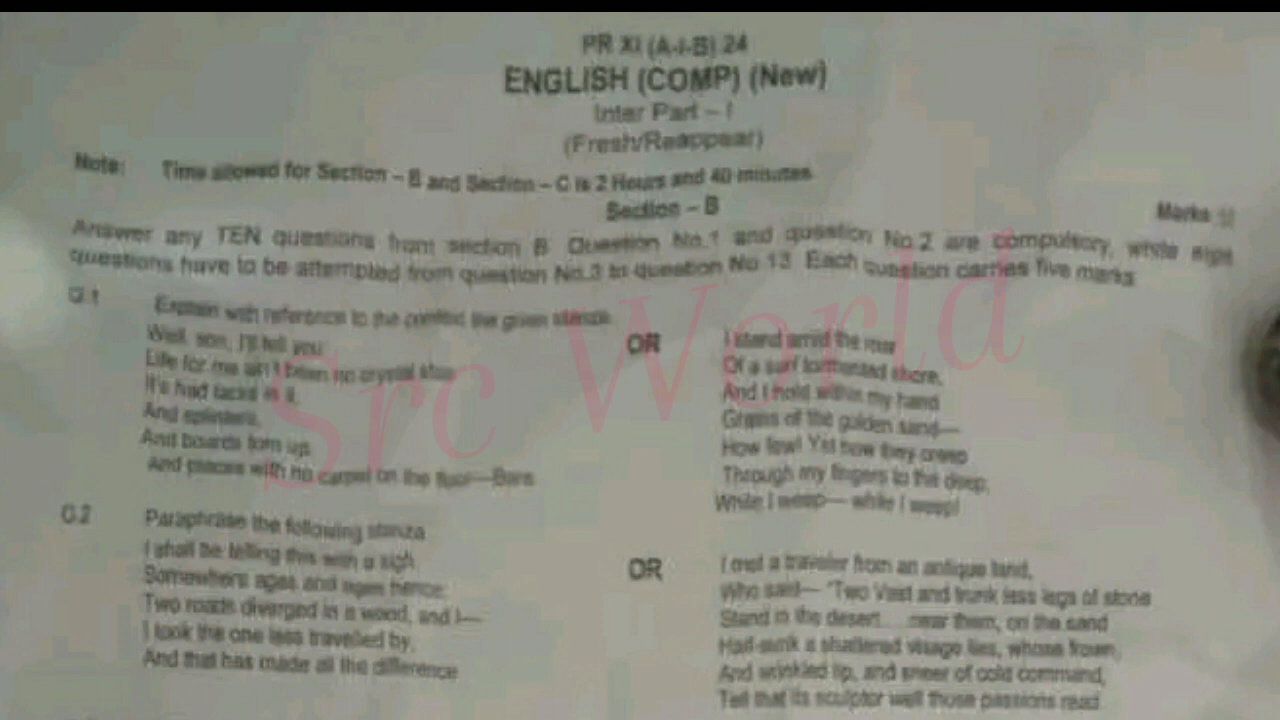 PR XI (A-I-B) 24
ENGLISH (COMP) (New)
Inter Part – I
(Fresh/Reappear)
Note: Time allowed for Section – B and Section – C is 2 Hours and 40 minutes.
Section – B
Marks
Answer any TEN questions from section B. Question No.1 and question No.2 are compulsory, while
questions have to be attempted from question No.3 to question No 13. Each question carries five marks
Q.1 Explain with reference to the context the given stanza.
Well, son, I'll tell you:
Life for me ain't been no crystal stair
It's had tacks in it,
And splinters,
And boards torn up,
And places with no carpet on the floor—Bare
OR
I stand amid the roar
Of a surf tormented shore,
And I hold within my hand
Grains of the golden sand—
How few! Yet how they creep
Through my fingers to the deep,
While I weep— while I weep!
Q.2 Paraphrase the following stanza
I shall be telling this with a sigh
Somewhere ages and ages hence:
Two roads diverged in a wood, and I—
I took the one less travelled by,
And that has made all the difference
OR
I met a traveler from an antique land,
Who said— "Two Vast and trunk less legs of stone
Stand in the desert....near them, on the sand
Half-sunk a shattered visage lies, whose frown,
And wrinkled lip, and sneer of cold command,
Tell that its sculptor well those passions read
Src World